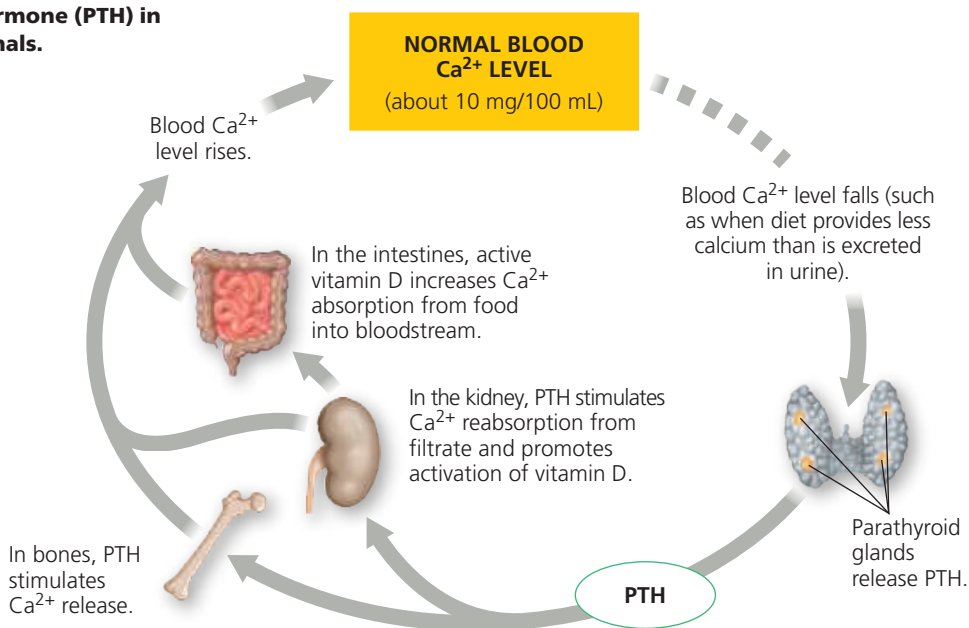 rmone (PTH) in
nals.
NORMAL BLOOD
Ca²⁺ LEVEL
(about 10 mg/100 mL)
Blood Ca²⁺
level rises.
Blood Ca²⁺ level falls (such
as when diet provides less
calcium than is excreted
in urine).
In the intestines, active
vitamin D increases Ca²⁺
absorption from food
into bloodstream.
In the kidney, PTH stimulates
Ca²⁺ reabsorption from
filtrate and promotes
activation of vitamin D.
Parathyroid
glands
release PTH.
In bones, PTH
stimulates
Ca²⁺ release.
PTH